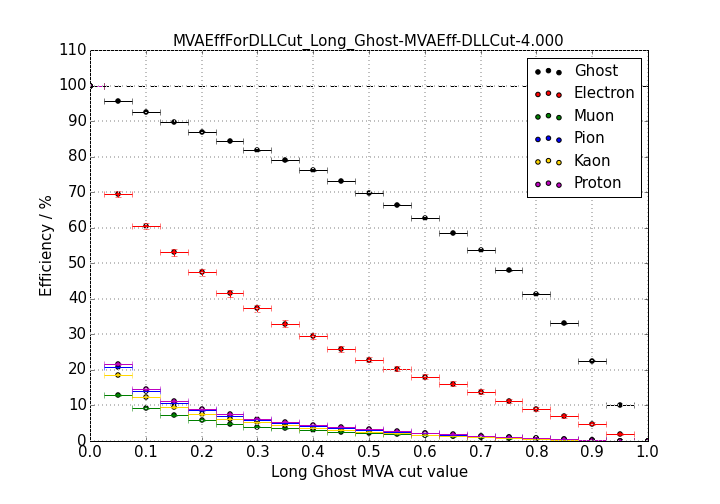 MVAEffForDLLCut_Long_Ghost-MVAEff-DLLCut-4.000
110
100
90
80
70
60
50
40
30
20
10
0
Efficiency / %
Ghost
Electron
Muon
Pion
Kaon
Proton
0.0 0.1 0.2 0.3 0.4 0.5 0.6 0.7 0.8 0.9 1.0
Long Ghost MVA cut value